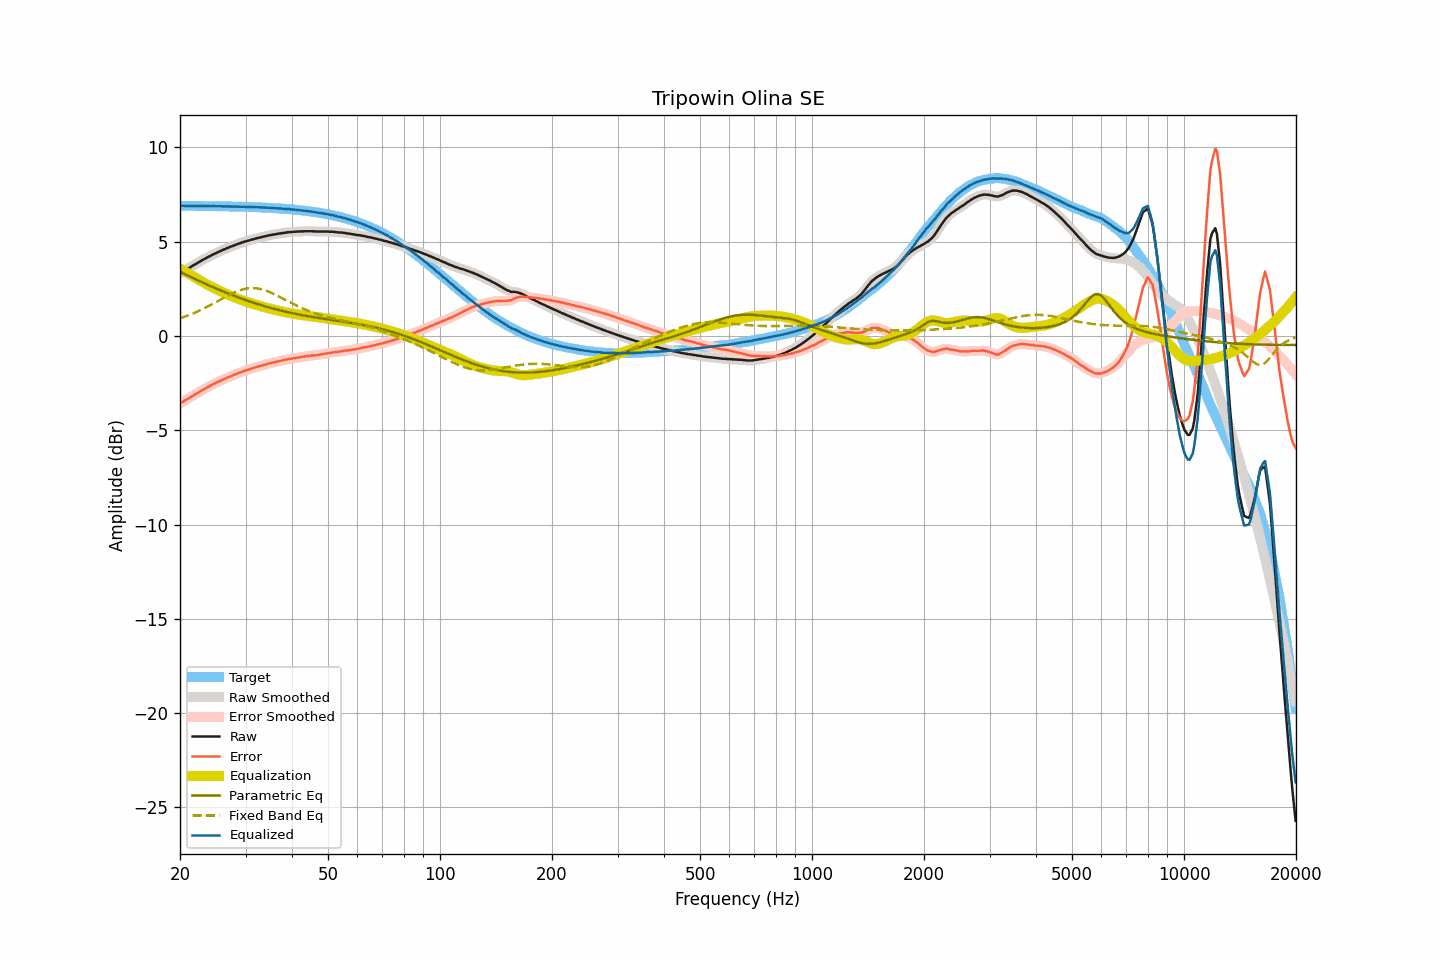 Tripowin Olina SE
10
5
0
−5
−10
−15
−20
−25
Amplitude (dBr)
Target
Raw Smoothed
Error Smoothed
Raw
Error
Equalization
Parametric Eq
Fixed Band Eq
Equalized
20 50 100 200 500 1000 2000 5000 10000 20000
Frequency (Hz)